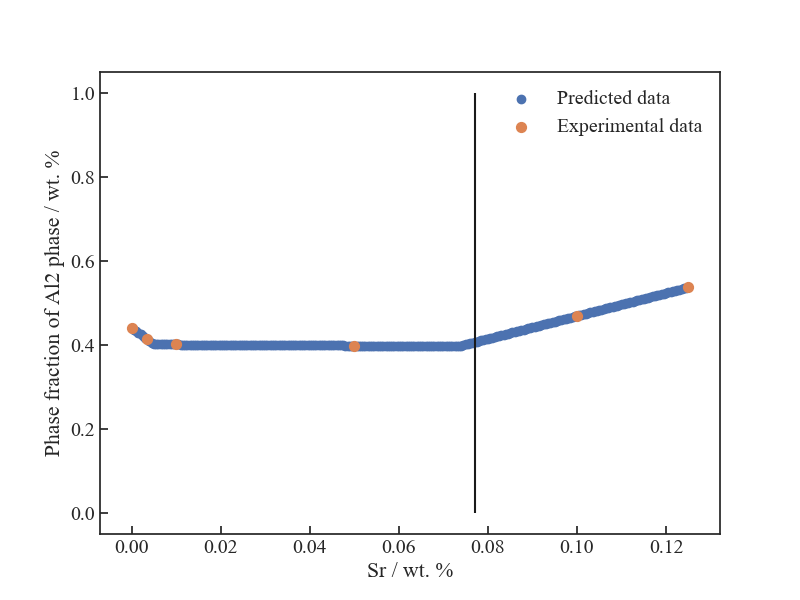 Predicted data
Experimental data
Phase fraction of Al2 phase / wt. %
1.0
0.8
0.6
0.4
0.2
0.0
0.00 0.02 0.04 0.06 0.08 0.10 0.12
Sr / wt. %